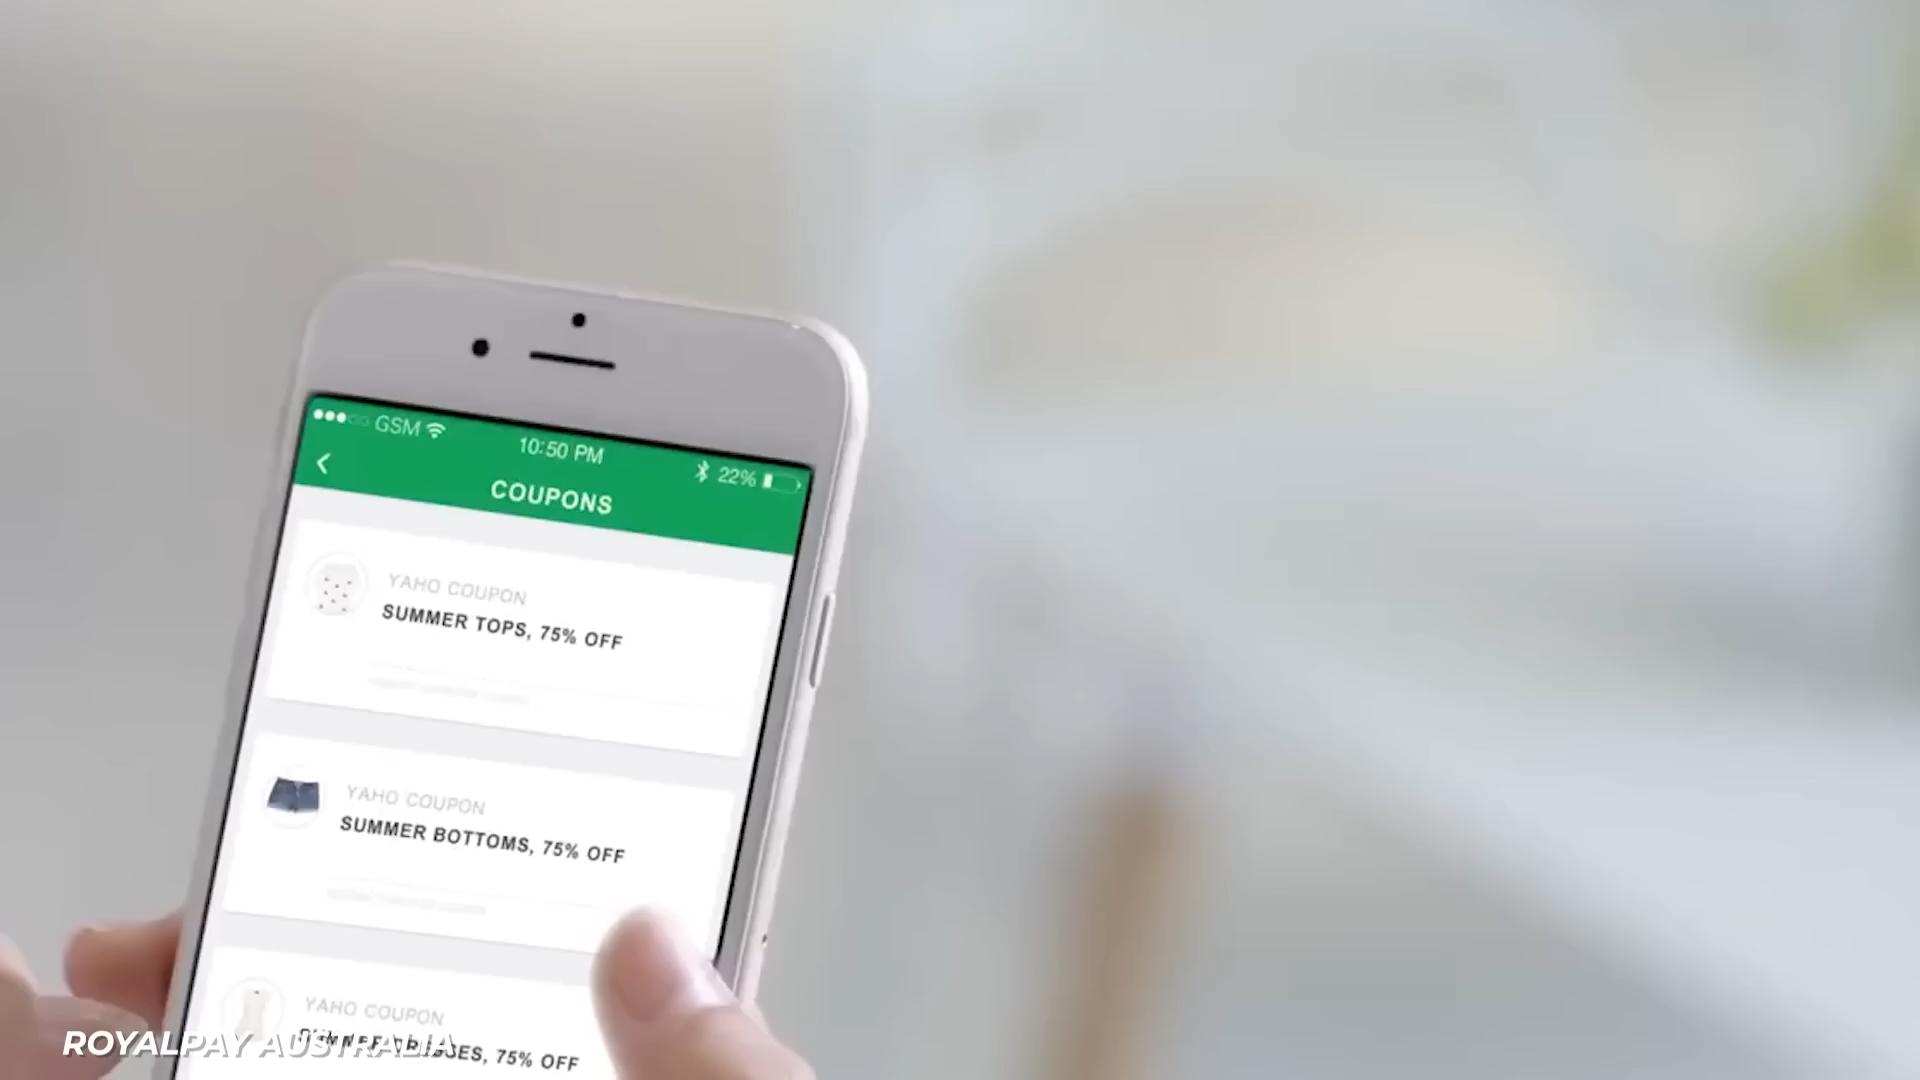 GSM
10:50 PM
22%
COUPONS
YAHO COUPON
SUMMER TOPS, 75% OFF
YAHO COUPON
SUMMER BOTTOMS, 75% OFF
YAHO COUPON
SUMMER DRESSES, 75% OFF
ROYALPAY AUSTRALIA